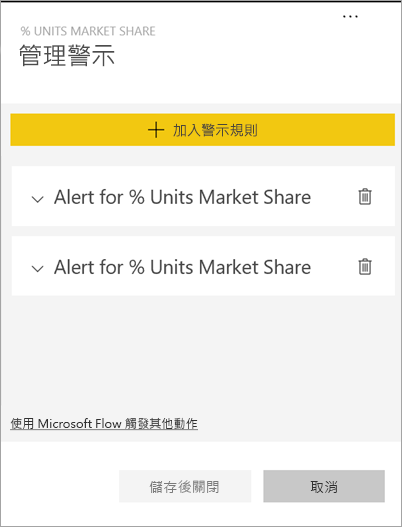 % UNITS MARKET SHARE
管理警示
加入警示規則
Alert for % Units Market Share
Alert for % Units Market Share
使用 Microsoft Flow 觸發其他動作
儲存後關閉
取消